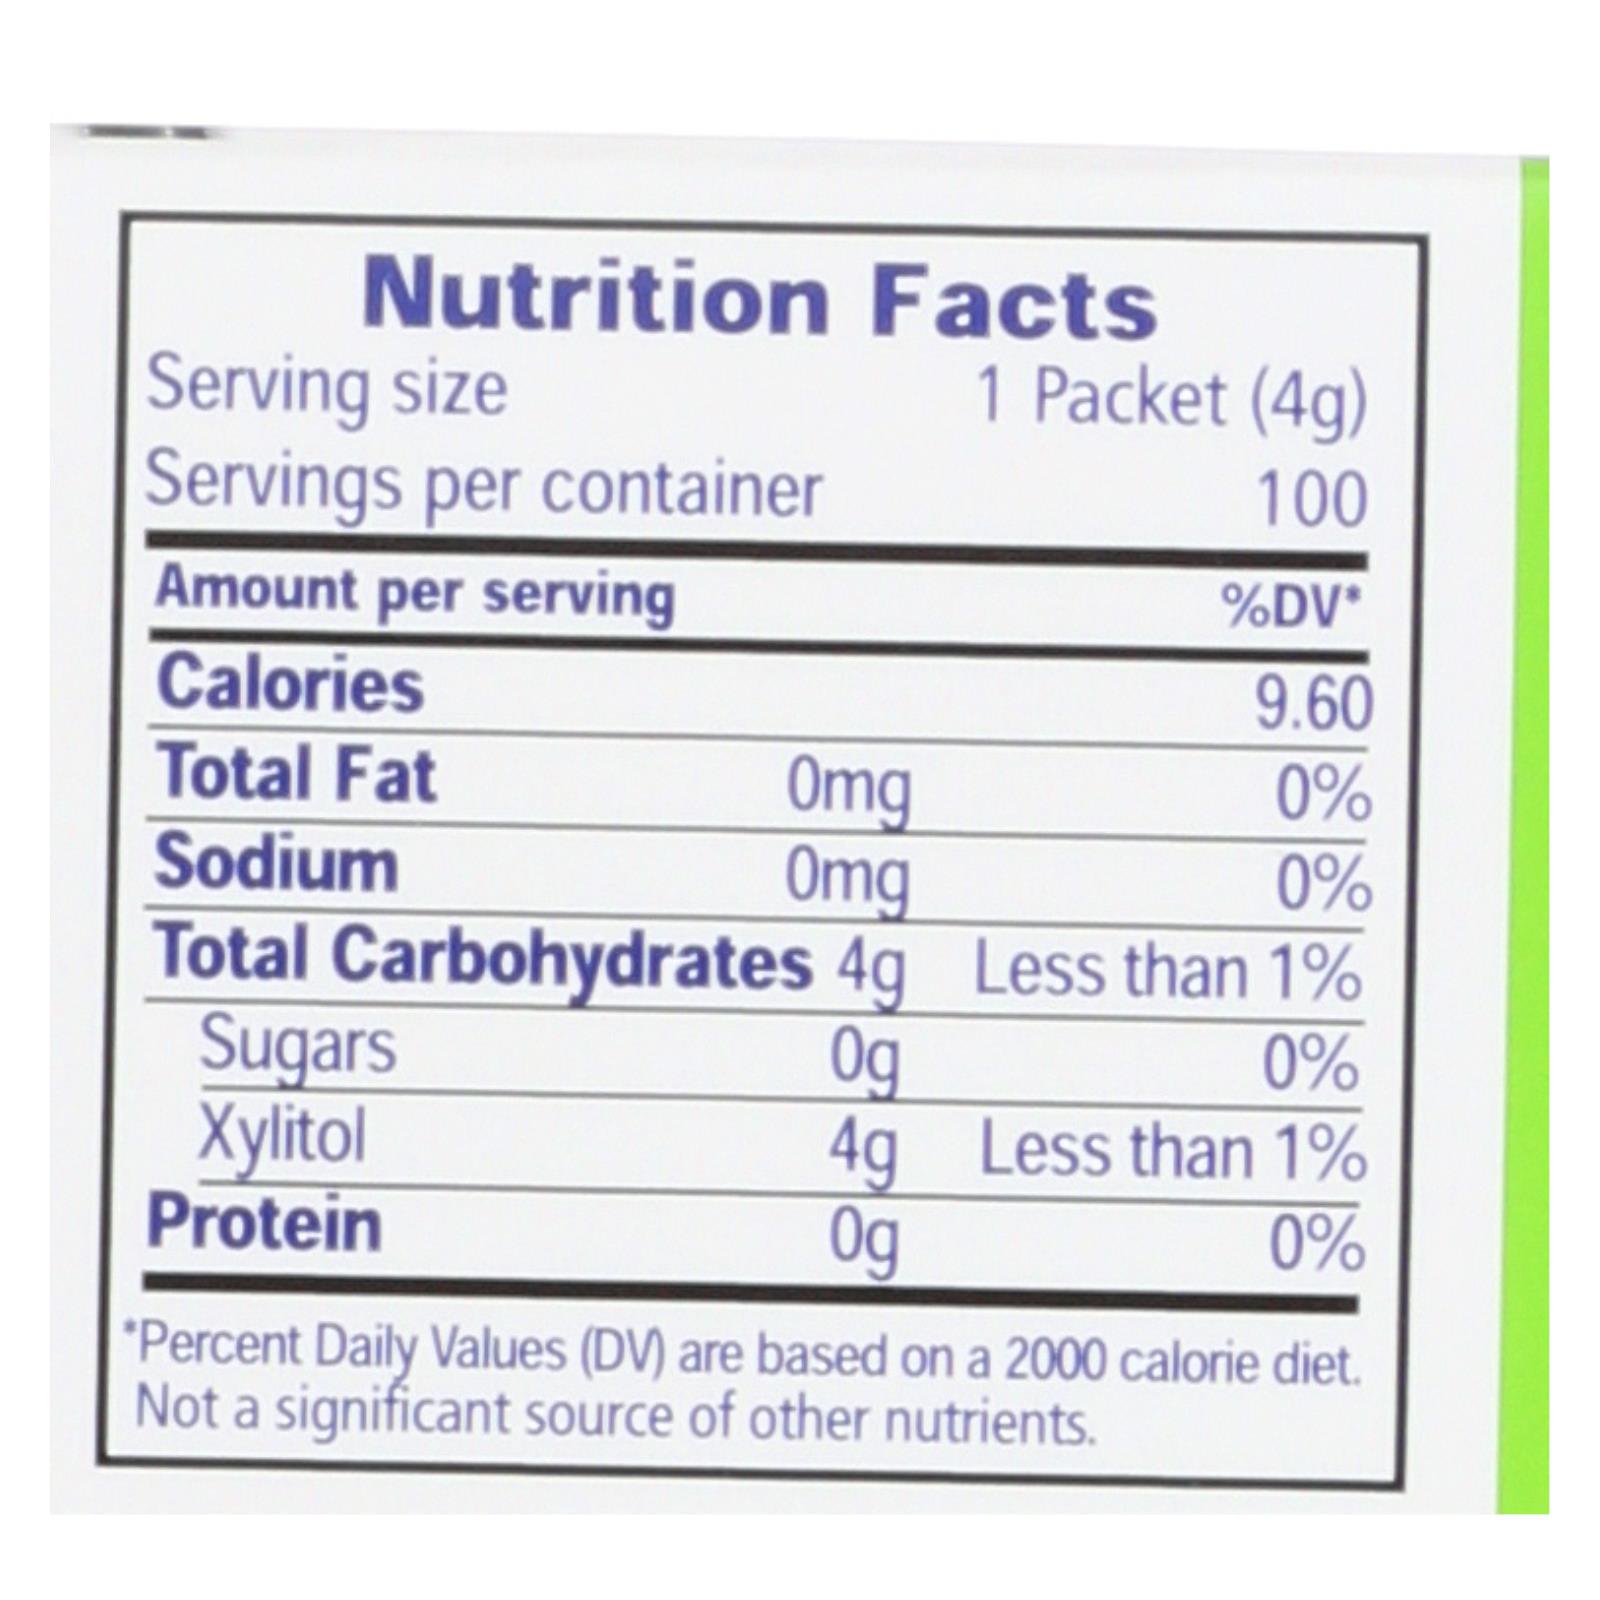 Nutrition Facts
Serving size 1 Packet (4g)
Servings per container 100
Amount per serving %DV*
Calories 9.60
Total Fat 0mg 0%
Sodium 0mg 0%
Total Carbohydrates 4g Less than 1%
Sugars 0g 0%
Xylitol 4g Less than 1%
Protein 0g 0%
*Percent Daily Values (DV) are based on a 2000 calorie diet.
Not a significant source of other nutrients.